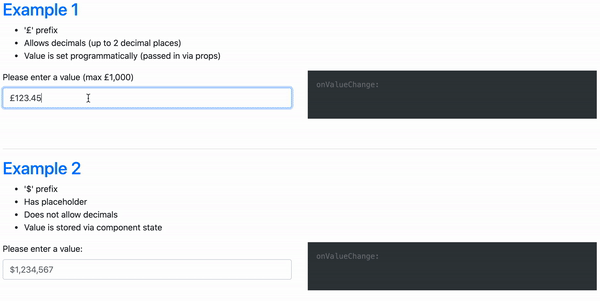 Example 1
• '£' prefix
• Allows decimals (up to 2 decimal places)
• Value is set programmatically (passed in via props)
Please enter a value (max £1,000)
£123.45
onValueChange:
Example 2
• '$' prefix
• Has placeholder
• Does not allow decimals
• Value is stored via component state
Please enter a value:
$1,234,567
onValueChange: